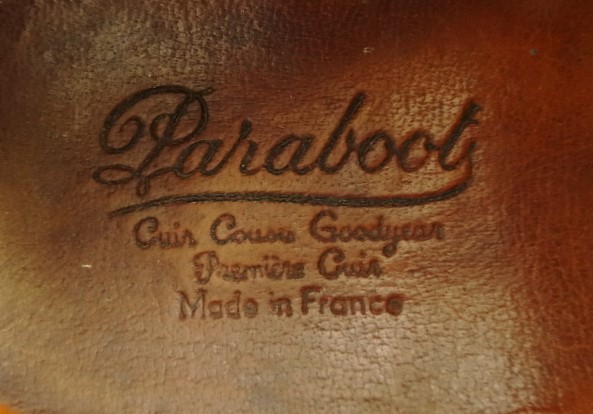 Paraboot
Cuir Cousu Goodyear
Première Cuir
Made in France